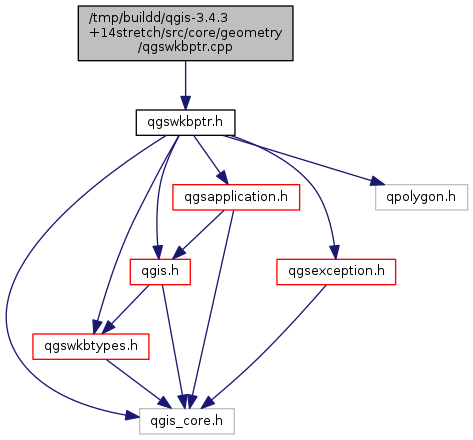 /tmp/buildd/qgis-3.4.3
+14stretch/src/core/geometry
/qgswkbptr.cpp
qgswkbptr.h
qgsapplication.h
qpolygon.h
qgis.h
qgsexception.h
qgswkbtypes.h
qgis_core.h